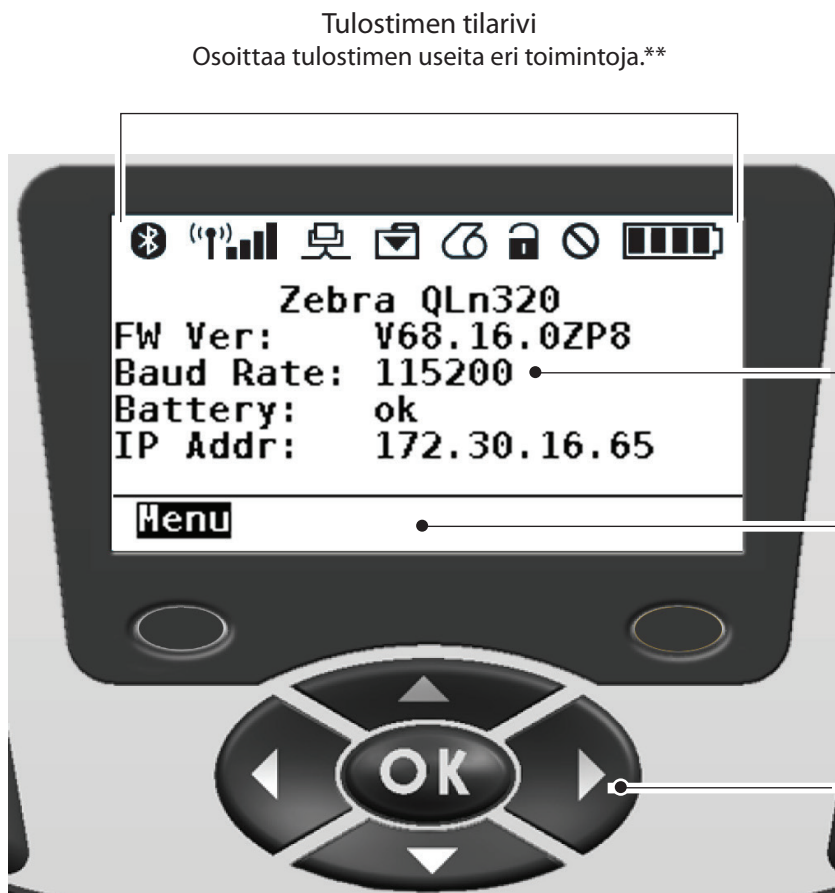 Tulostimen tilarivi
Osoittaa tulostimen useita eri toimintoja.**
Zebra QLn320
FW Ver: V68.16.0ZP8
Baud Rate: 115200
Battery: ok
IP Addr: 172.30.16.65
Menu
OK